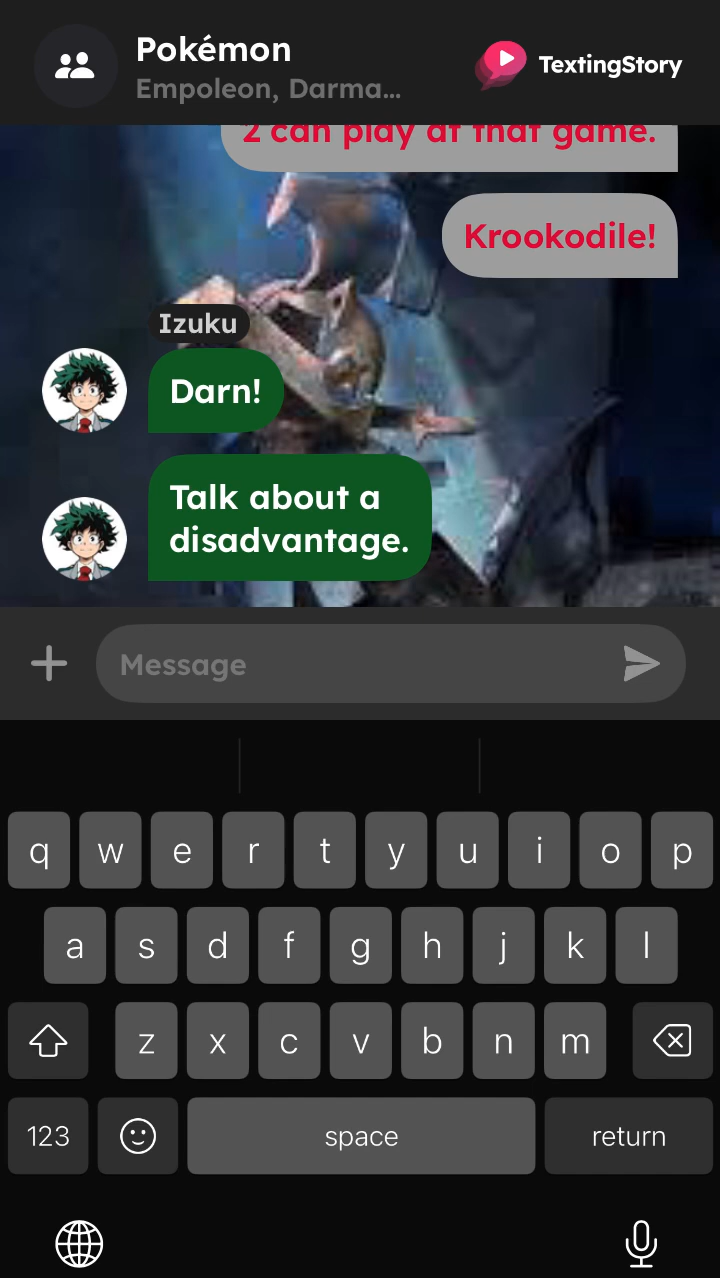 Pokémon
Empoleon, Darma...
TextingStory
2 can play at that game.
Krookodile!
Izuku
Darn!
Talk about a
disadvantage.
Message
q w e r t y u i o p
a s d f g h j k l
z x c v b n m
123 space return